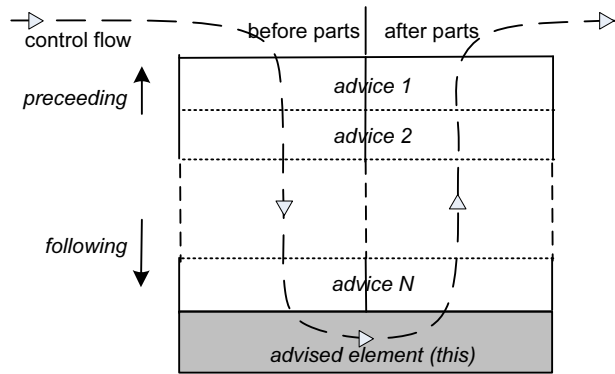 before parts
after parts
control flow
advice 1
preceeding
advice 2
following
advice N
advised element (this)